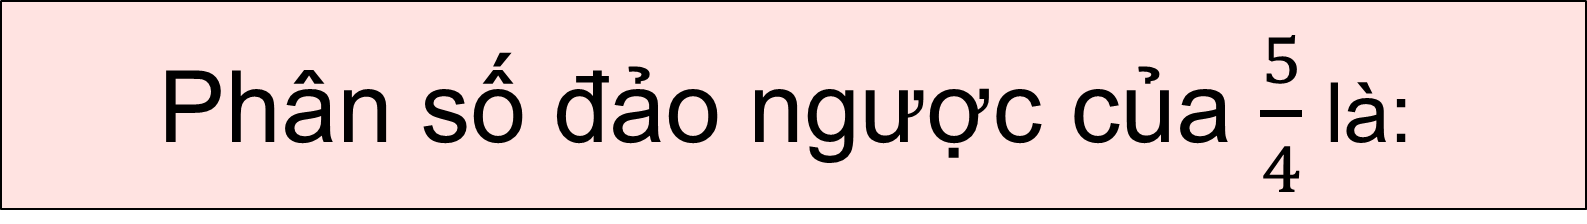 Phân số đảo ngược của 5/4 là: